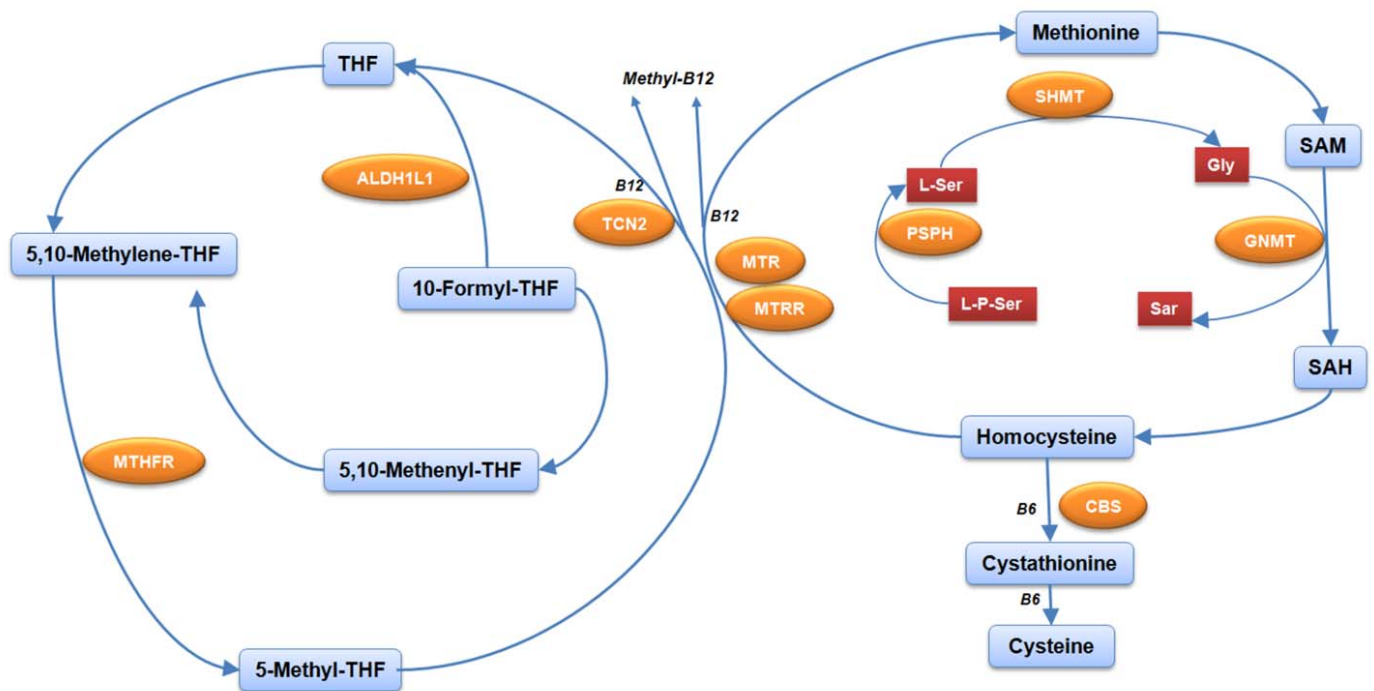 Methionine
THF
Methyl-B12
SHMT
SAM
ALDH1L1
L-Ser
Gly
B12
TCN2
B12
PSPH
GNMT
5,10-Methylene-THF
MTR
10-Formyl-THF
MTRR
L-P-Ser
Sar
SAH
Homocysteine
MTHFR
5,10-Methenyl-THF
B6
CBS
Cystathionine
B6
Cysteine
5-Methyl-THF